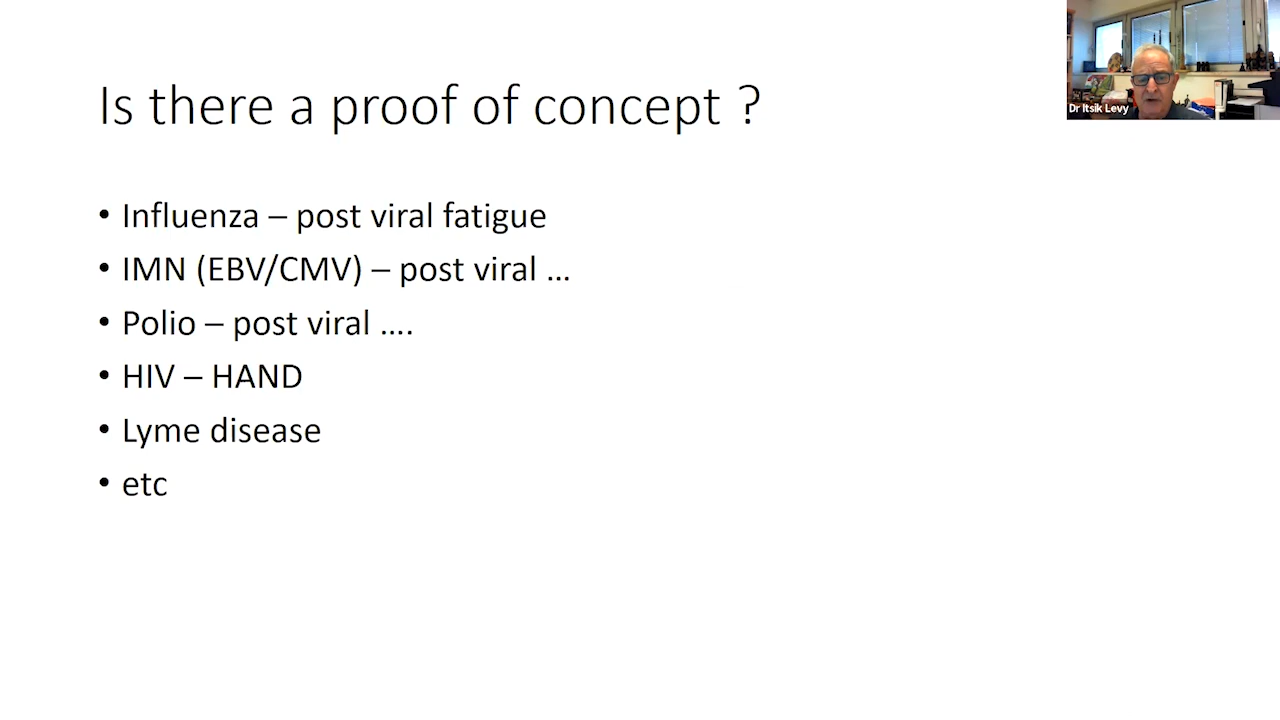 Is there a proof of concept ?
Dr Itsik Levy
• Influenza – post viral fatigue
• IMN (EBV/CMV) – post viral …
• Polio – post viral ….
• HIV – HAND
• Lyme disease
• etc